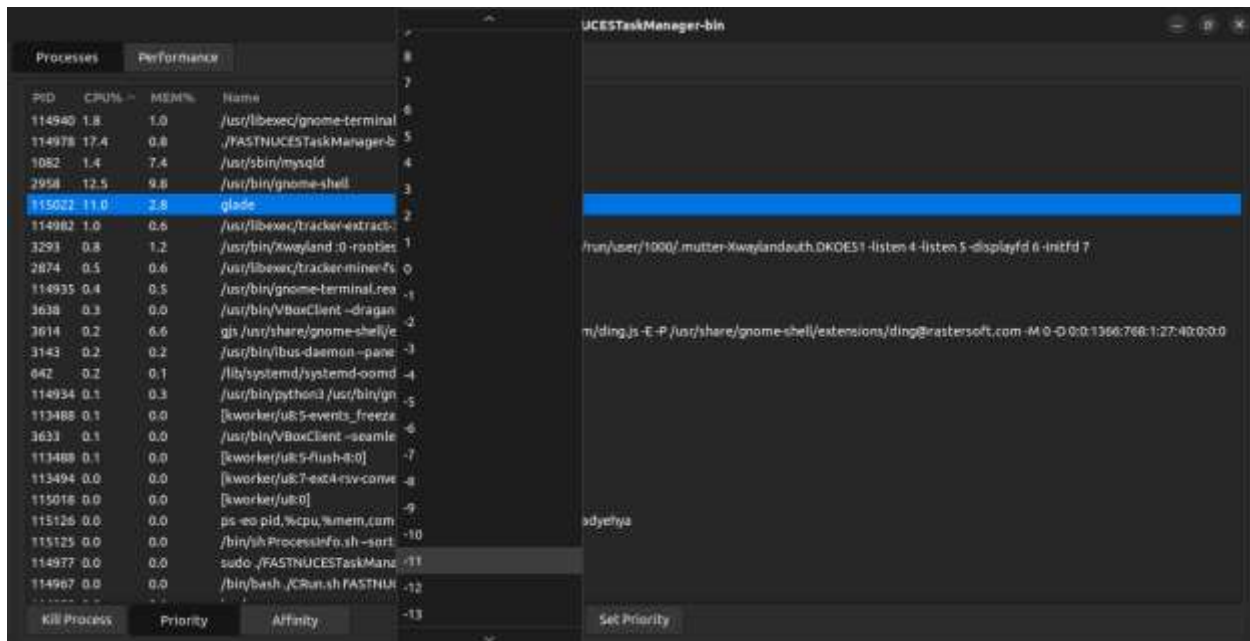 UCESTaskManager-bin
Processes Performance
PID CPU% MEM% Name
114940 1.8 1.0 /usr/libexec/gnome-terminal
114978 17.4 0.8 ./FASTNUCESTaskManager-b
1082 1.4 7.4 /usr/sbin/mysqld
2958 12.5 9.8 /usr/bin/gnome-shell
115022 11.0 2.8 glade
114982 1.0 0.6 /usr/libexec/tracker-extract-
3293 0.8 1.2 /usr/bin/Xwayland :0 -rootles /run/user/1000/.mutter-Xwaylandauth.DKOES1 -listen 4 -listen 5 -displayfd 6 -initfd 7
2874 0.5 0.6 /usr/libexec/tracker-miner-fs
114935 0.4 0.5 /usr/bin/gnome-terminal.rea
3638 0.3 0.0 /usr/bin/VBoxClient --dragan
3614 0.2 6.6 gjs /usr/share/gnome-shell/e m/ding.js -E -P /usr/share/gnome-shell/extensions/ding@rastersoft.com -M 0 -D 0:0:1366:768:1:27:40:0:0:0
3143 0.2 0.2 /usr/bin/ibus-daemon --pane
642 0.2 0.1 /lib/systemd/systemd-oomd
114934 0.1 0.3 /usr/bin/python3 /usr/bin/gn
113488 0.1 0.0 [kworker/u8:5-events_freeza
3633 0.1 0.0 /usr/bin/VBoxClient --seamle
113488 0.1 0.0 [kworker/u8:5-flush-8:0]
113494 0.0 0.0 [kworker/u8:7-ext4-rsv-conve
115018 0.0 0.0 [kworker/u8:0]
115126 0.0 0.0 ps -eo pid,%cpu,%mem,com adyehya
115125 0.0 0.0 /bin/sh ProcessInfo.sh --sort
114977 0.0 0.0 sudo ./FASTNUCESTaskMana
114967 0.0 0.0 /bin/bash ./CRun.sh FASTNU
8
7
6
5
4
3
2
1
0
-1
-2
-3
-4
-5
-6
-7
-8
-9
-10
-11
-12
-13
Kill Process Priority Affinity Set Priority